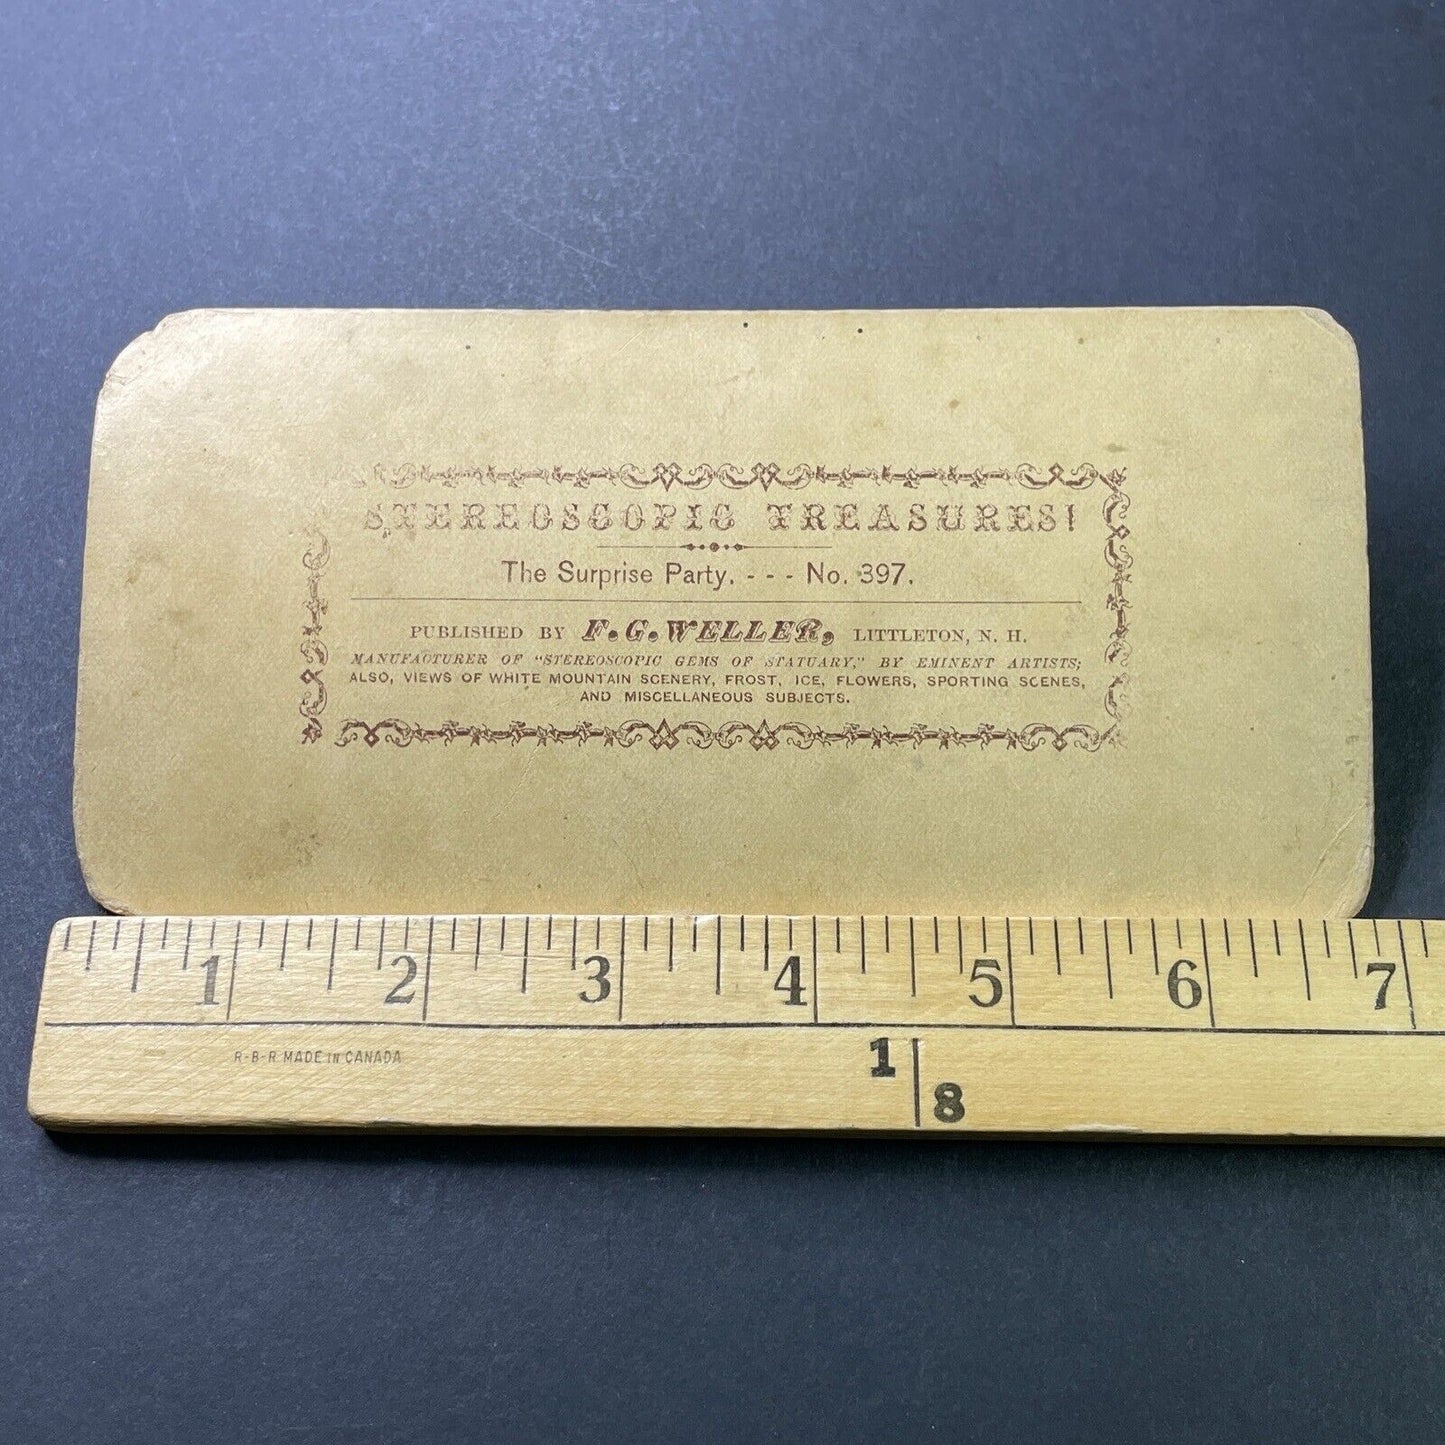 STEREOSCOPIC TREASURES!
The Surprise Party. - - - No. 397.
PUBLISHED BY F. G. WELLER, LITTLETON, N. H.
MANUFACTURER OF "STEREOSCOPIC GEMS OF STATUARY," BY EMINENT ARTISTS;
ALSO, VIEWS OF WHITE MOUNTAIN SCENERY, FROST, ICE, FLOWERS, SPORTING SCENES,
AND MISCELLANEOUS SUBJECTS.
1 2 3 4 5 6 7
R-B-R MADE IN CANADA
1
8